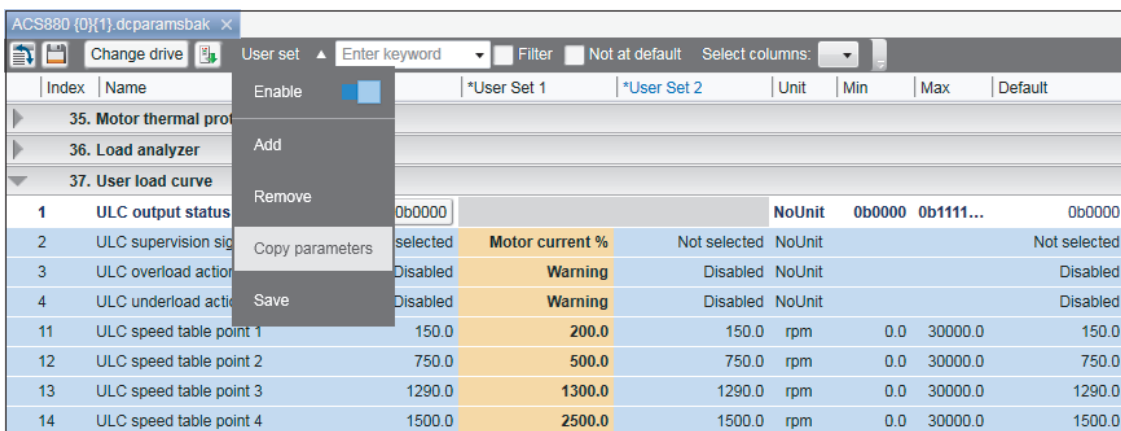 ACS880 {0}{1}.dcparamsbak ×
Change drive User set Enter keyword Filter Not at default Select columns:
Index Name *User Set 1 *User Set 2 Unit Min Max Default
Enable
35. Motor thermal prot
36. Load analyzer
Add
37. User load curve
Remove
1 ULC output status 0b0000 NoUnit 0b0000 0b1111... 0b0000
2 ULC supervision sig selected Motor current % Not selected NoUnit Not selected
Copy parameters
3 ULC overload action Disabled Warning Disabled NoUnit Disabled
4 ULC underload actio Disabled Warning Disabled NoUnit Disabled
Save
11 ULC speed table point 1 150.0 200.0 150.0 rpm 0.0 30000.0 150.0
12 ULC speed table point 2 750.0 500.0 750.0 rpm 0.0 30000.0 750.0
13 ULC speed table point 3 1290.0 1300.0 1290.0 rpm 0.0 30000.0 1290.0
14 ULC speed table point 4 1500.0 2500.0 1500.0 rpm 0.0 30000.0 1500.0